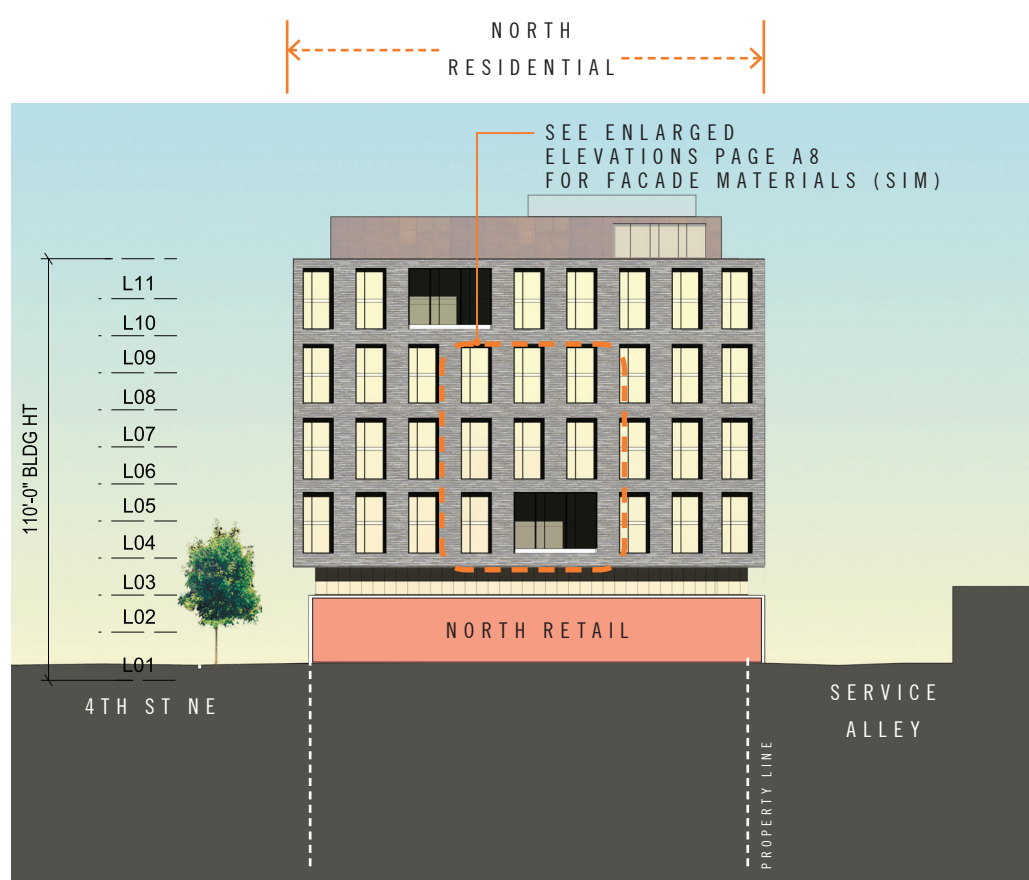 NORTH
RESIDENTIAL
SEE ENLARGED
ELEVATIONS PAGE A8
FOR FACADE MATERIALS (SIM)
L11
L10
L09
L08
L07
L06
L05
L04
L03
L02
L01
110'-0" BLDG HT
NORTH RETAIL
4TH ST NE
SERVICE
ALLEY
PROPERTY LINE